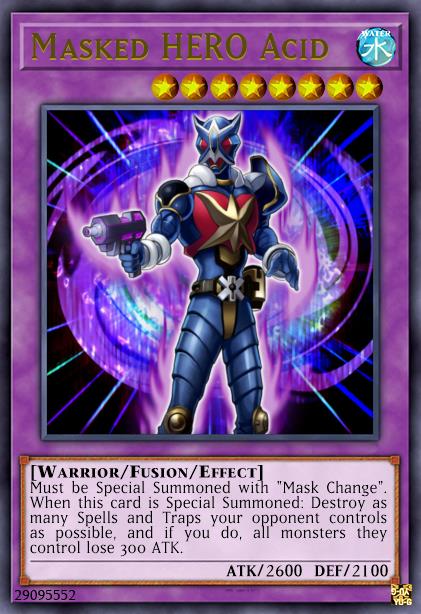 Masked HERO Acid
WATER
水
[Warrior/Fusion/Effect]
Must be Special Summoned with "Mask Change".
When this card is Special Summoned: Destroy as
many Spells and Traps your opponent controls
as possible, and if you do, all monsters they
control lose 300 ATK.
ATK/2600 DEF/2100
29095552